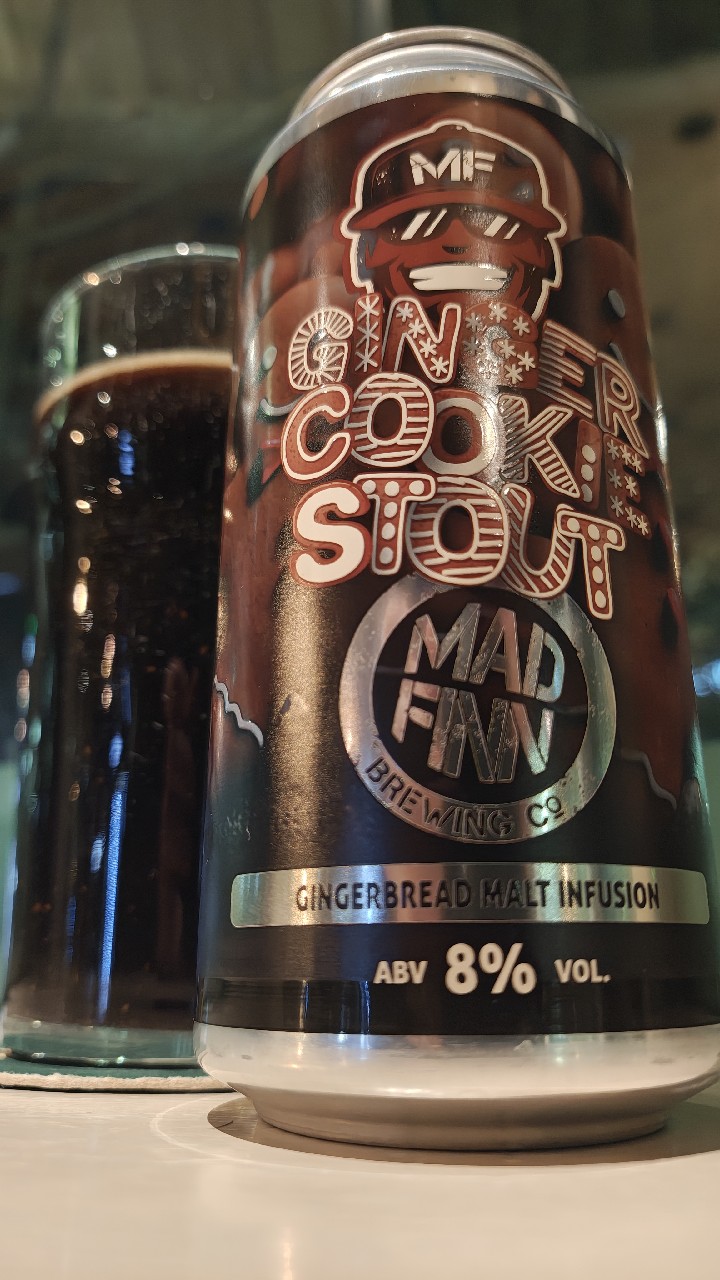 MF
GINGER
COOKIE
STOUT
MAD
FINN
BREWING Cº
GINGERBREAD MALT INFUSION
ABV 8% VOL.